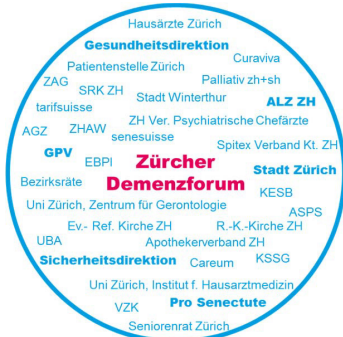 Hausärzte Zürich
Gesundheitsdirektion
Patientenstelle Zürich
Curaviva
ZAG
SRK ZH
Palliativ zh+sh
tarifsuisse
Stadt Winterthur
ALZ ZH
AGZ
ZHAW
ZH Ver. Psychiatrische Chefärzte
senesuisse
GPV
EBPI
Zürcher
Demenzforum
Spitex Verband Kt. ZH
Stadt Zürich
Bezirksräte
KESB
Uni Zürich, Zentrum für Gerontologie
ASPS
Ev.- Ref. Kirche ZH
R.-K.-Kirche ZH
UBA
Apothekerverband ZH
Sicherheitsdirektion
Careum
KSSG
Uni Zürich, Institut f. Hausarztmedizin
VZK
Pro Senectute
Seniorenrat Zürich